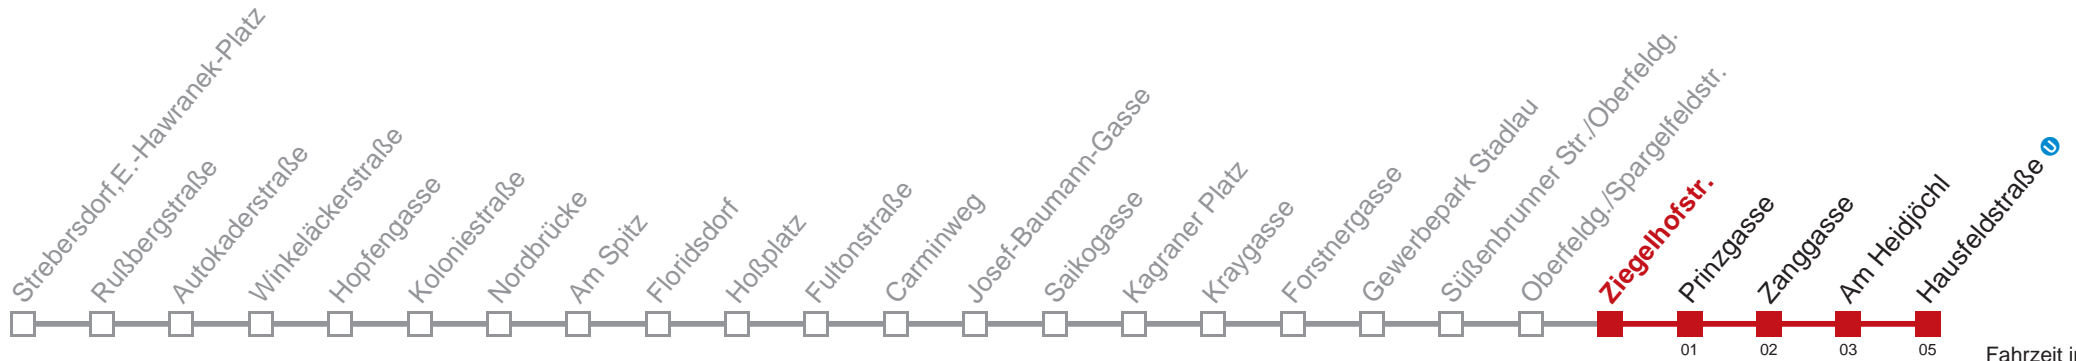 Strebersdorf,E.-Hawranek-Platz
Rußbergstraße
Autokaderstraße
Winkeläckerstraße
Hopfengasse
Koloniestraße
Nordbrücke
Am Spitz
Floridsdorf
Hoßplatz
Fultonstraße
Carminweg
Josef-Baumann-Gasse
Saikogasse
Kagraner Platz
Kraygasse
Forstnergasse
Gewerbepark Stadlau
Süßenbrunner Str./Oberfeldg.
Oberfeldg./Spargelfeldstr.
Ziegelhofstr.
Prinzgasse
Zanggasse
Am Heidjöchl
Hausfeldstraße U
01 02 03 05
Fahrzeit i